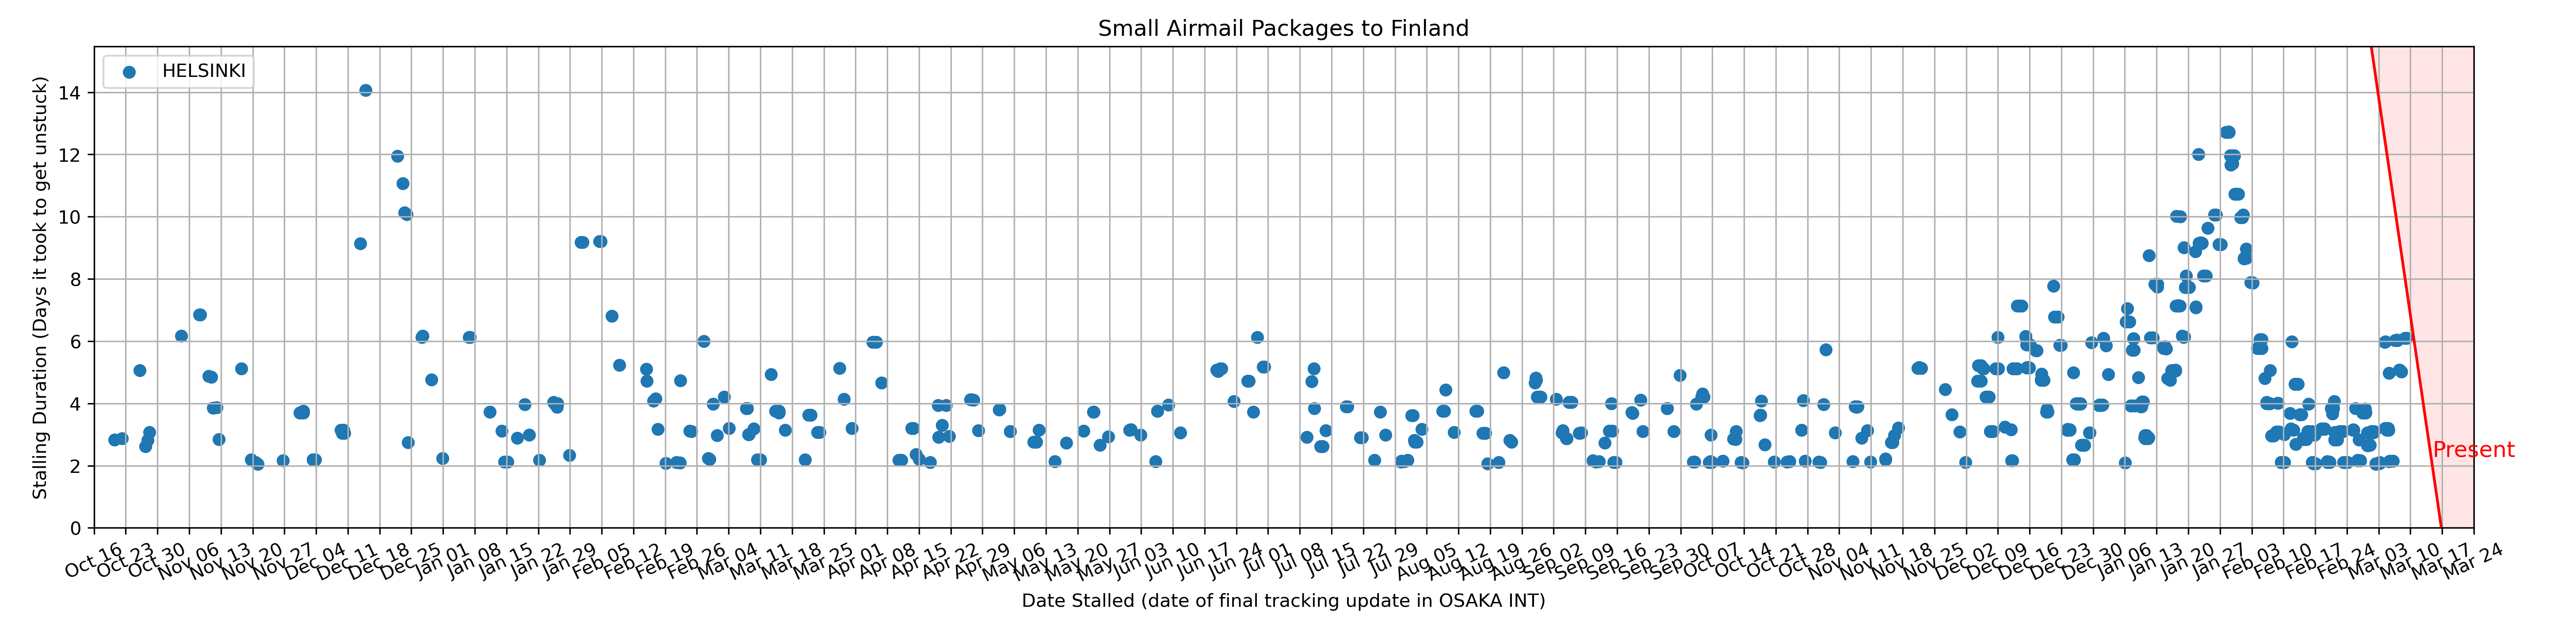 Small Airmail Packages to Finland
HELSINKI
Stalling Duration (Days it took to get unstuck)
14
12
10
8
6
4
2
0
Present
Oct 16
Oct 23
Oct 30
Nov 06
Nov 13
Nov 20
Nov 27
Dec 04
Dec 11
Dec 18
Dec 25
Jan 01
Jan 08
Jan 15
Jan 22
Jan 29
Feb 05
Feb 12
Feb 19
Feb 26
Mar 04
Mar 11
Mar 18
Mar 25
Apr 01
Apr 08
Apr 15
Apr 22
Apr 29
May 06
May 13
May 20
May 27
Jun 03
Jun 10
Jun 17
Jun 24
Jul 01
Jul 08
Jul 15
Jul 22
Jul 29
Aug 05
Aug 12
Aug 19
Aug 26
Sep 02
Sep 09
Sep 16
Sep 23
Sep 30
Oct 07
Oct 14
Oct 21
Oct 28
Nov 04
Nov 11
Nov 18
Nov 25
Dec 02
Dec 09
Dec 16
Dec 23
Dec 30
Jan 06
Jan 13
Jan 20
Jan 27
Feb 03
Feb 10
Feb 17
Feb 24
Mar 03
Mar 10
Mar 17
Mar 24
Date Stalled (date of final tracking update in OSAKA INT)